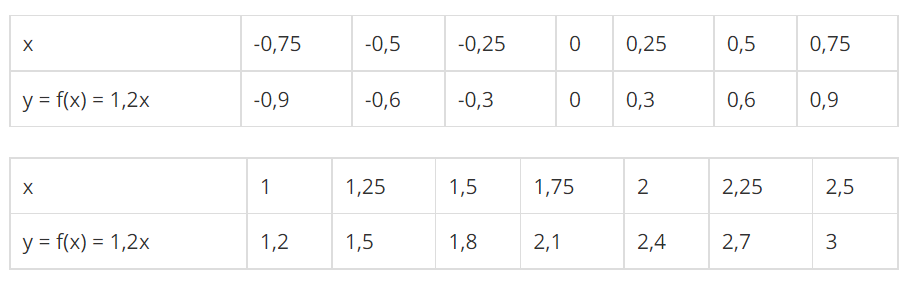 x -0,75 -0,5 -0,25 0 0,25 0,5 0,75
y = f(x) = 1,2x -0,9 -0,6 -0,3 0 0,3 0,6 0,9
x 1 1,25 1,5 1,75 2 2,25 2,5
y = f(x) = 1,2x 1,2 1,5 1,8 2,1 2,4 2,7 3